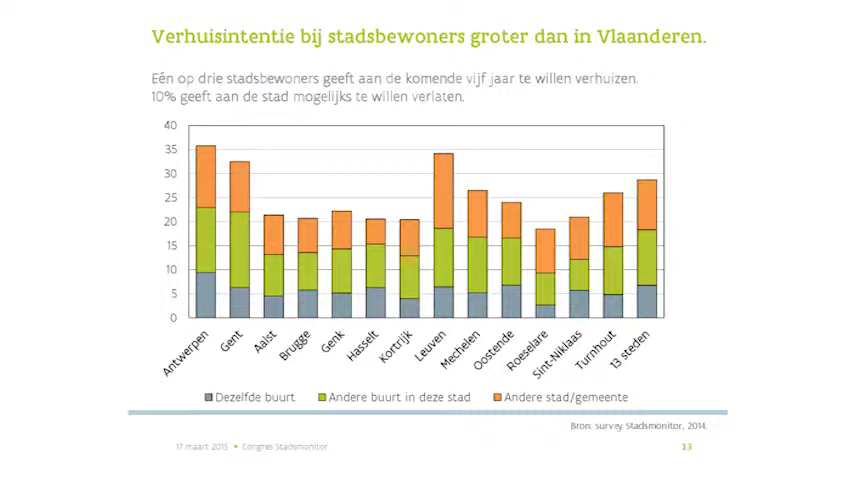 Verhuisintentie bij stadsbewoners groter dan in Vlaanderen.
Eén op drie stadsbewoners geeft aan de komende vijf jaar te willen verhuizen.
10% geeft aan de stad mogelijks te willen verlaten.
40
35
30
25
20
15
10
5
0
Antwerpen
Gent
Aalst
Brugge
Genk
Hasselt
Kortrijk
Leuven
Mechelen
Oostende
Roeselare
Sint-Niklaas
Turnhout
13 steden
Dezelfde buurt Andere buurt in deze stad Andere stad/gemeente
Bron: survey Stadsmonitor, 2014.
17 maart 2015 • Congres Stadsmonitor 13